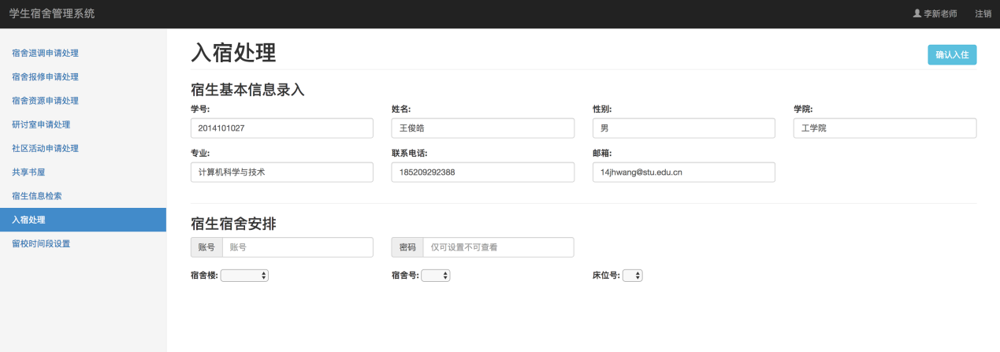 学生宿舍管理系统 李新老师 注销
宿舍退调申请处理
宿舍报修申请处理
宿舍资源申请处理
研讨室申请处理
社区活动申请处理
共享书屋
宿生信息检索
入宿处理
留校时间段设置
入宿处理 确认入住
宿生基本信息录入
学号: 姓名: 性别: 学院:
2014101027 王俊皓 男 工学院
专业: 联系电话: 邮箱:
计算机科学与技术 185209292388 14jhwang@stu.edu.cn
宿生宿舍安排
账号 账号 密码 仅可设置不可查看
宿舍楼: 宿舍号: 床位号: